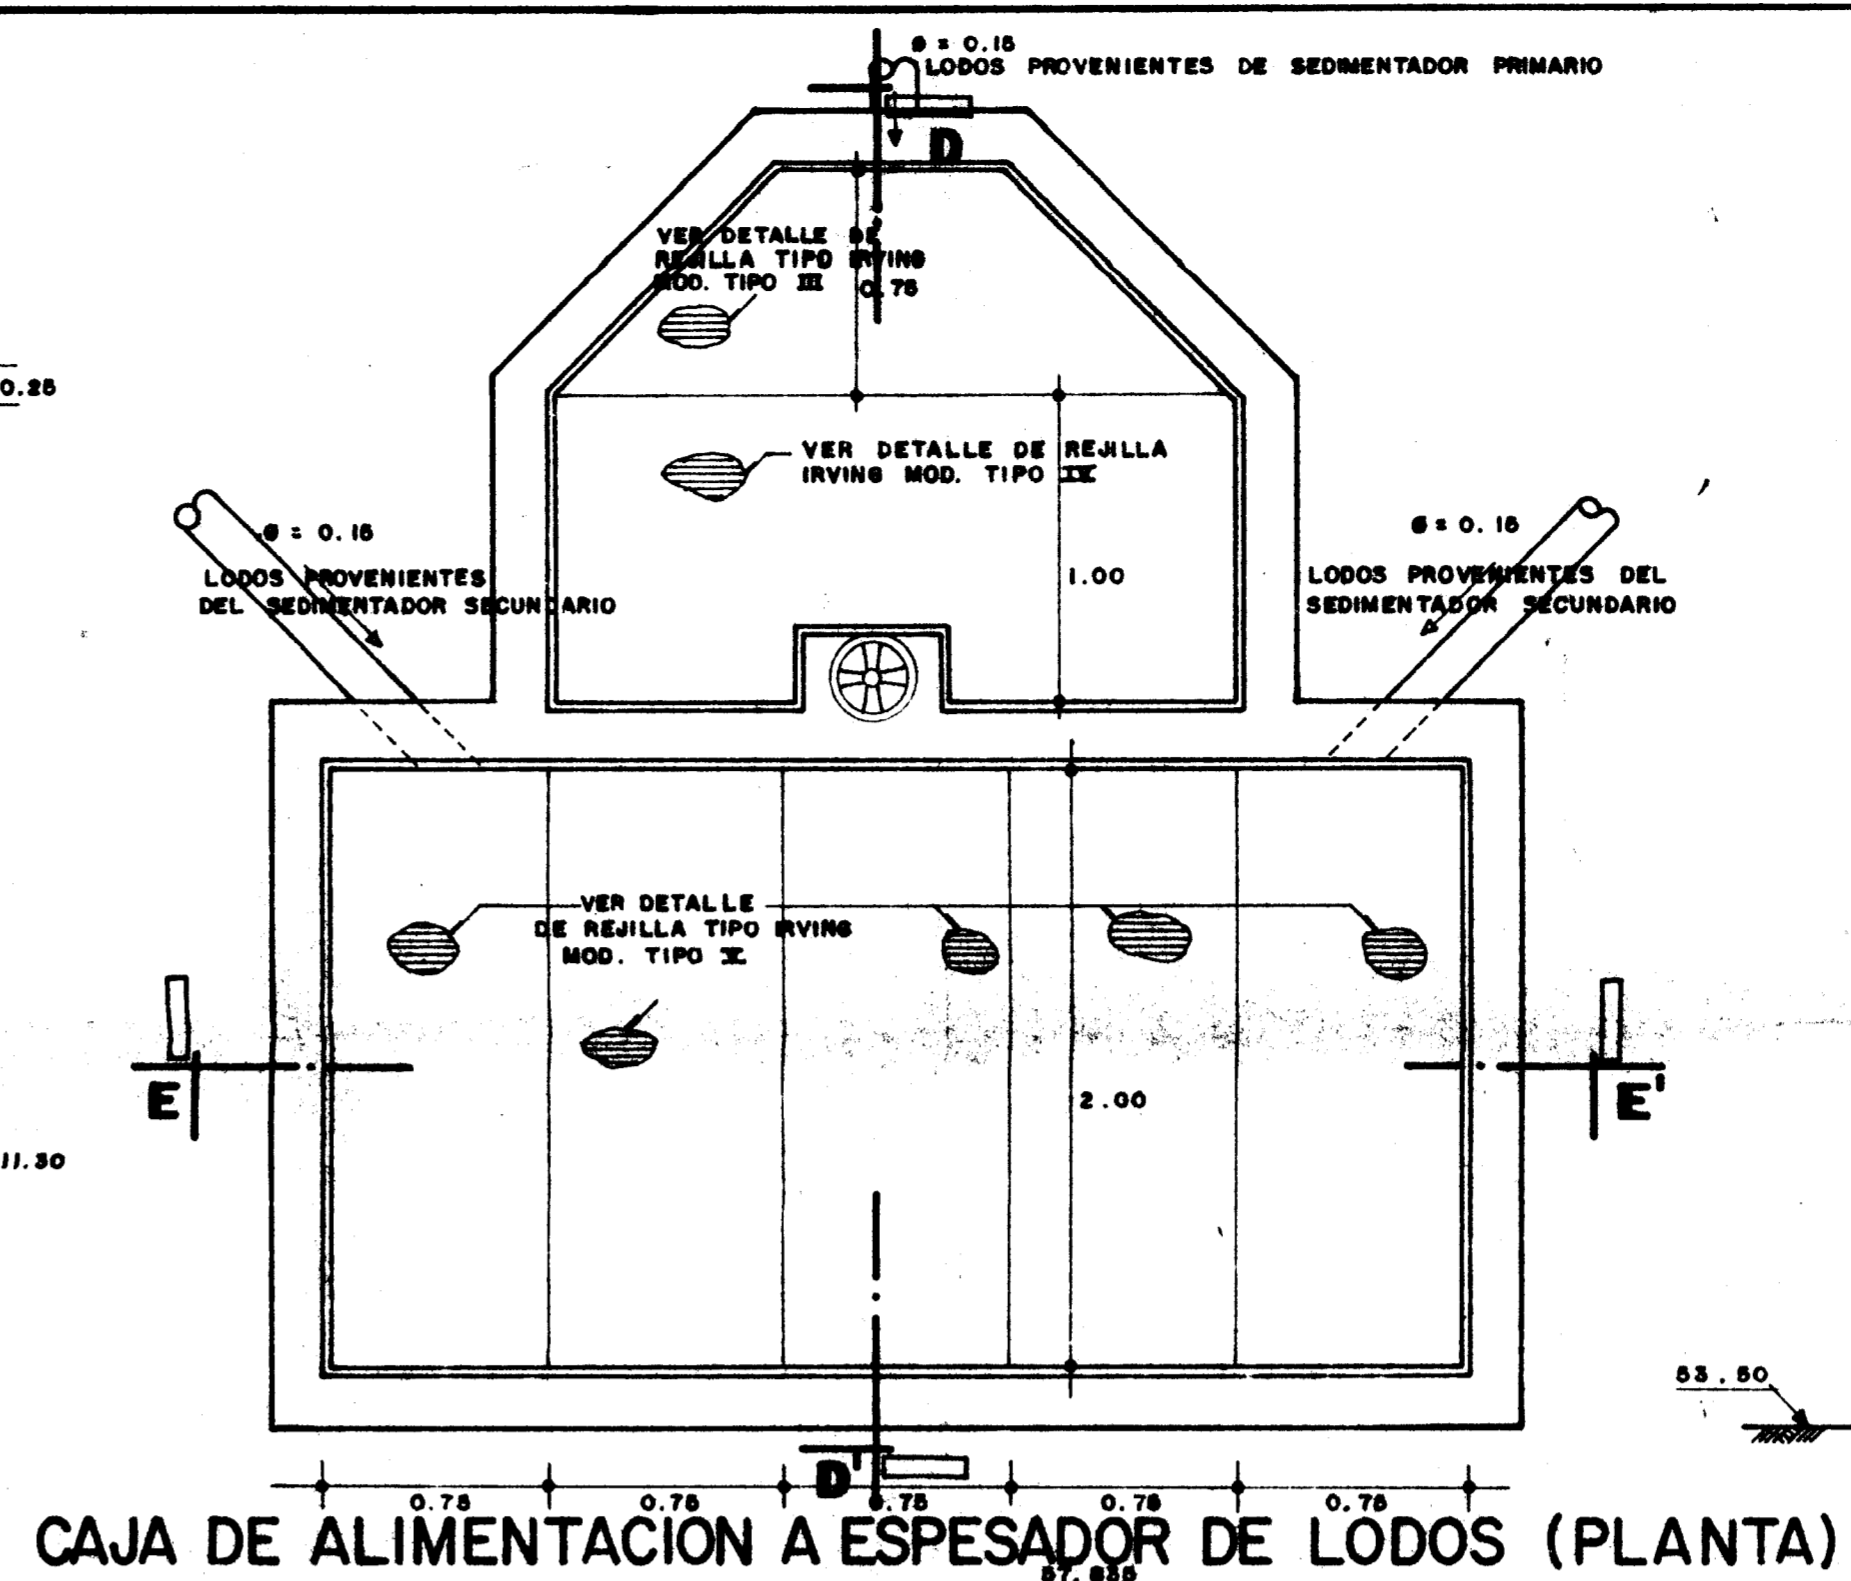 ø = 0.15
LODOS PROVENIENTES DE SEDIMENTADOR PRIMARIO
D
VER DETALLE DE
REJILLA TIPO IRVING
MOD. TIPO III
0.75
0.25
VER DETALLE DE REJILLA
IRVING MOD. TIPO IV
ø = 0.15
LODOS PROVENIENTES
DEL SEDIMENTADOR SECUNDARIO
ø = 0.15
LODOS PROVENIENTES DEL
SEDIMENTADOR SECUNDARIO
1.00
VER DETALLE
DE REJILLA TIPO IRVING
MOD. TIPO V
E
E'
2.00
11.30
53.50
D'
0.75 0.75 0.75 0.75 0.75
CAJA DE ALIMENTACION A ESPESADOR DE LODOS (PLANTA)